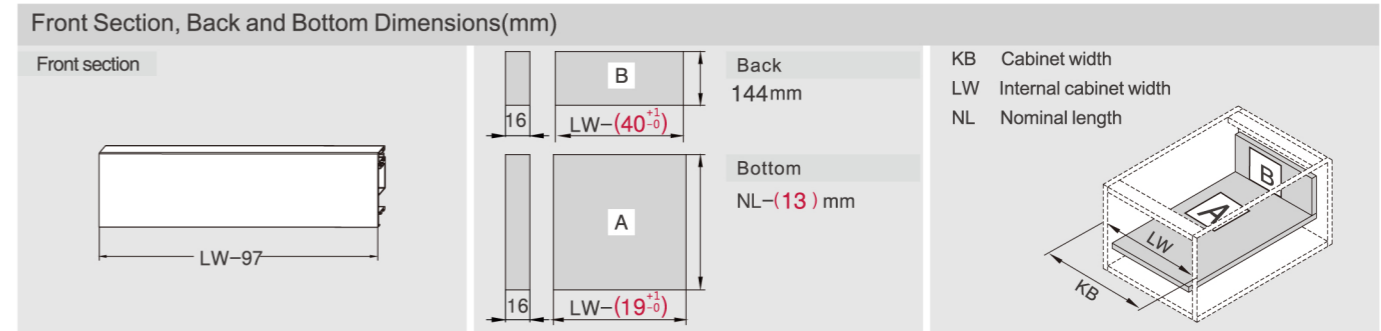 Front Section, Back and Bottom Dimensions(mm)
Front section
LW–97
B
16
LW–(40+1-0)
Back
144mm
A
16
LW–(19+1-0)
Bottom
NL–(13 ) mm
KB Cabinet width
LW Internal cabinet width
NL Nominal length
B
A
LW
KB